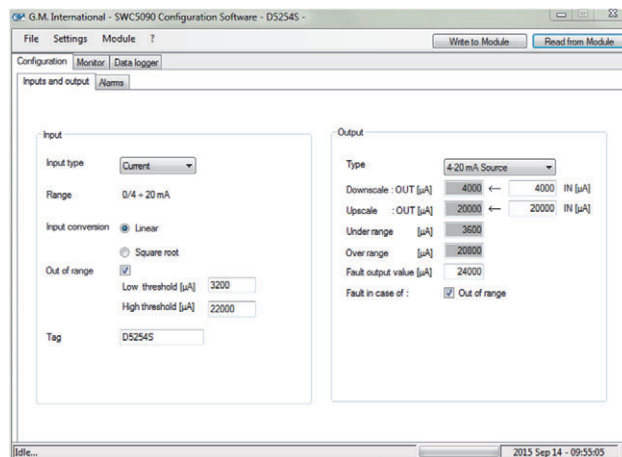 G.M. International - SWC5090 Configuration Software - D5254S -
File Settings Module ? Write to Module Read from Module
Configuration Monitor Data logger
Inputs and output Alarms
Input
Input type Current
Range 0/4 ÷ 20 mA
Input conversion Linear
Square root
Out of range
Low threshold [µA] 3200
High threshold [µA] 22000
Tag D5254S
Output
Type 4-20 mA Source
Downscale : OUT [µA] 4000 ← 4000 IN [µA]
Upscale : OUT [µA] 20000 ← 20000 IN [µA]
Under range [µA] 3600
Over range [µA] 20800
Fault output value [µA] 24000
Fault in case of : Out of range
Idle... 2015 Sep 14 - 09:55:05